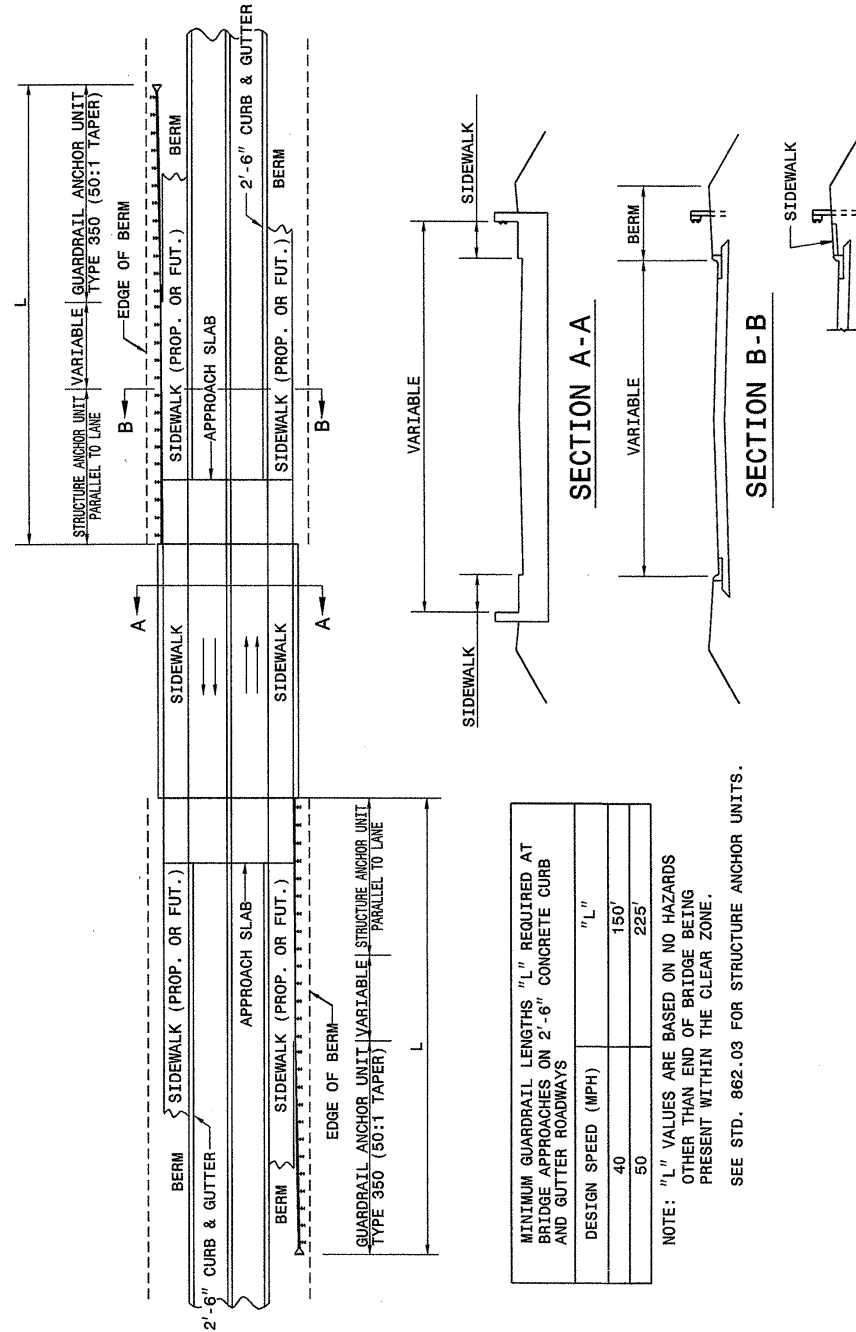 L
STRUCTURE ANCHOR UNIT
PARALLEL TO LANE
VARIABLE
GUARDRAIL ANCHOR UNIT
TYPE 350 (50:1 TAPER)
EDGE OF BERM
B
A
BERM
SIDEWALK (PROP. OR FUT.)
SIDEWALK
SIDEWALK (PROP. OR FUT.)
BERM
2'-6" CURB & GUTTER
APPROACH SLAB
APPROACH SLAB
2'-6" CURB & GUTTER
BERM
SIDEWALK (PROP. OR FUT.)
SIDEWALK
SIDEWALK (PROP. OR FUT.)
BERM
A
B
EDGE OF BERM
GUARDRAIL ANCHOR UNIT
TYPE 350 (50:1 TAPER)
VARIABLE
STRUCTURE ANCHOR UNIT
PARALLEL TO LANE
L
MINIMUM GUARDRAIL LENGTHS "L" REQUIRED AT
BRIDGE APPROACHES ON 2'-6" CONCRETE CURB
AND GUTTER ROADWAYS
DESIGN SPEED (MPH) "L"
40 150'
50 225'
NOTE: "L" VALUES ARE BASED ON NO HAZARDS
OTHER THAN END OF BRIDGE BEING
PRESENT WITHIN THE CLEAR ZONE.
SEE STD. 862.03 FOR STRUCTURE ANCHOR UNITS.
SIDEWALK
VARIABLE
SIDEWALK
SECTION A-A
VARIABLE
BERM
SECTION B-B
SIDEWALK